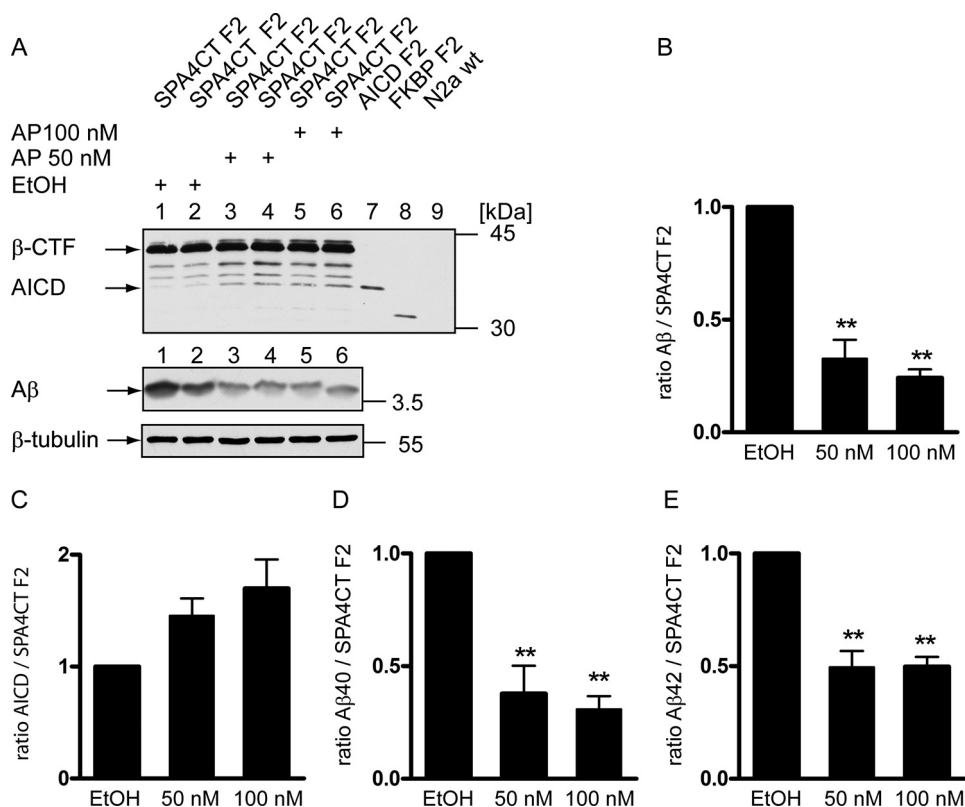 A
SPA4CT F2
SPA4CT F2
SPA4CT F2
SPA4CT F2
SPA4CT F2
SPA4CT F2
AICD F2
FKBP F2
N2a wt
AP100 nM + +
AP 50 nM + +
EtOH + +
1 2 3 4 5 6 7 8 9 [kDa]
45
β-CTF
AICD
30
1 2 3 4 5 6
Aβ
3.5
β-tubulin
55
B
ratio Aβ / SPA4CT F2
1.0
0.5
0.0
**
**
EtOH 50 nM 100 nM
C
ratio AICD / SPA4CT F2
2
1
0
EtOH 50 nM 100 nM
D
ratio Aβ40 / SPA4CT F2
1.0
0.5
0.0
**
**
EtOH 50 nM 100 nM
E
ratio Aβ42 / SPA4CT F2
1.0
0.5
0.0
**
**
EtOH 50 nM 100 nM